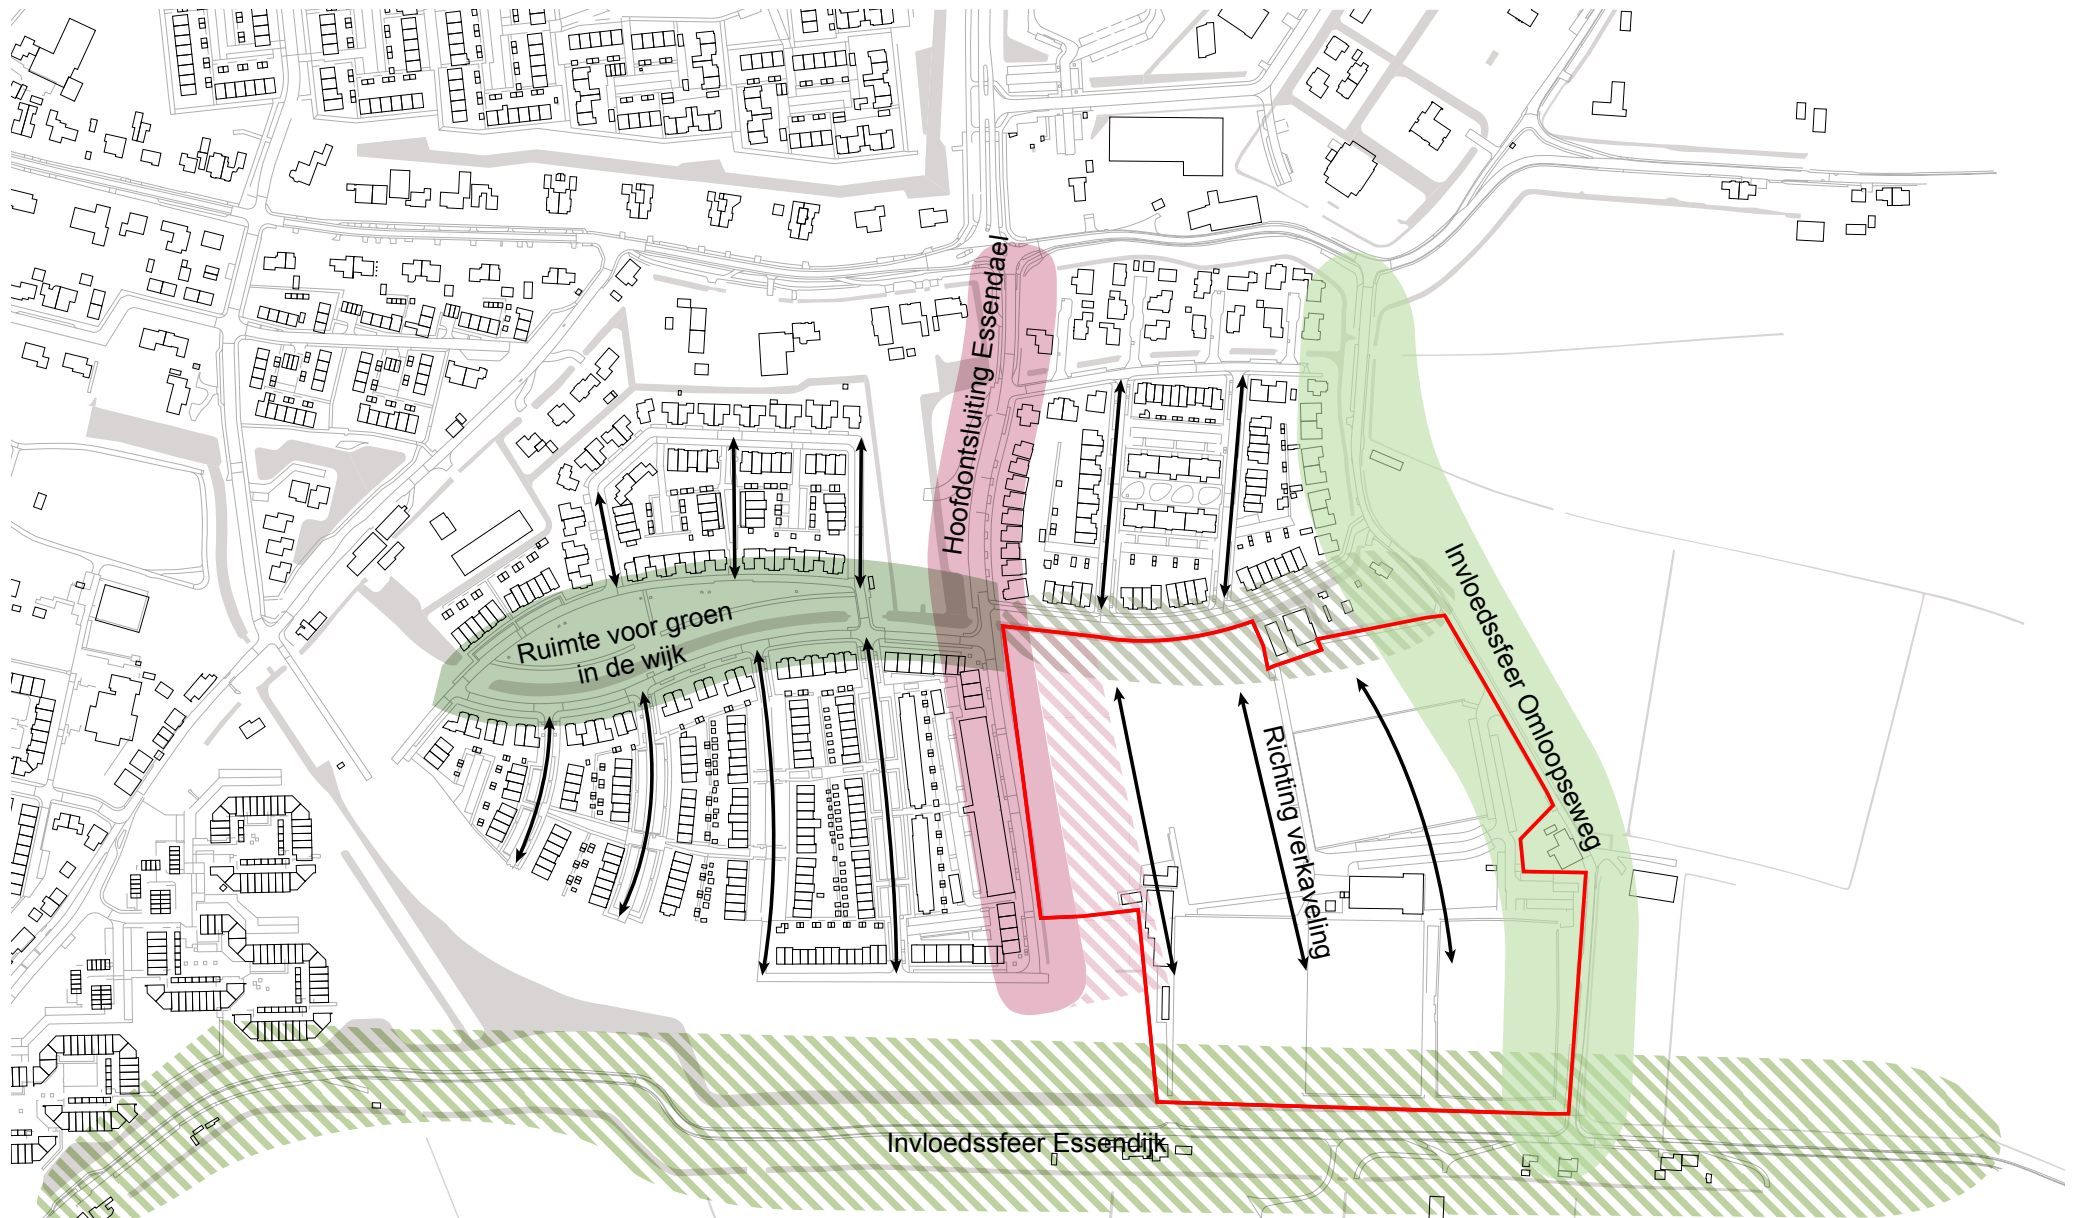 Hoofdontsluiting Essendael
Ruimte voor groen
in de wijk
Invloedssfeer Omloopseweg
Richting verkaveling
Invloedssfeer Essendijk